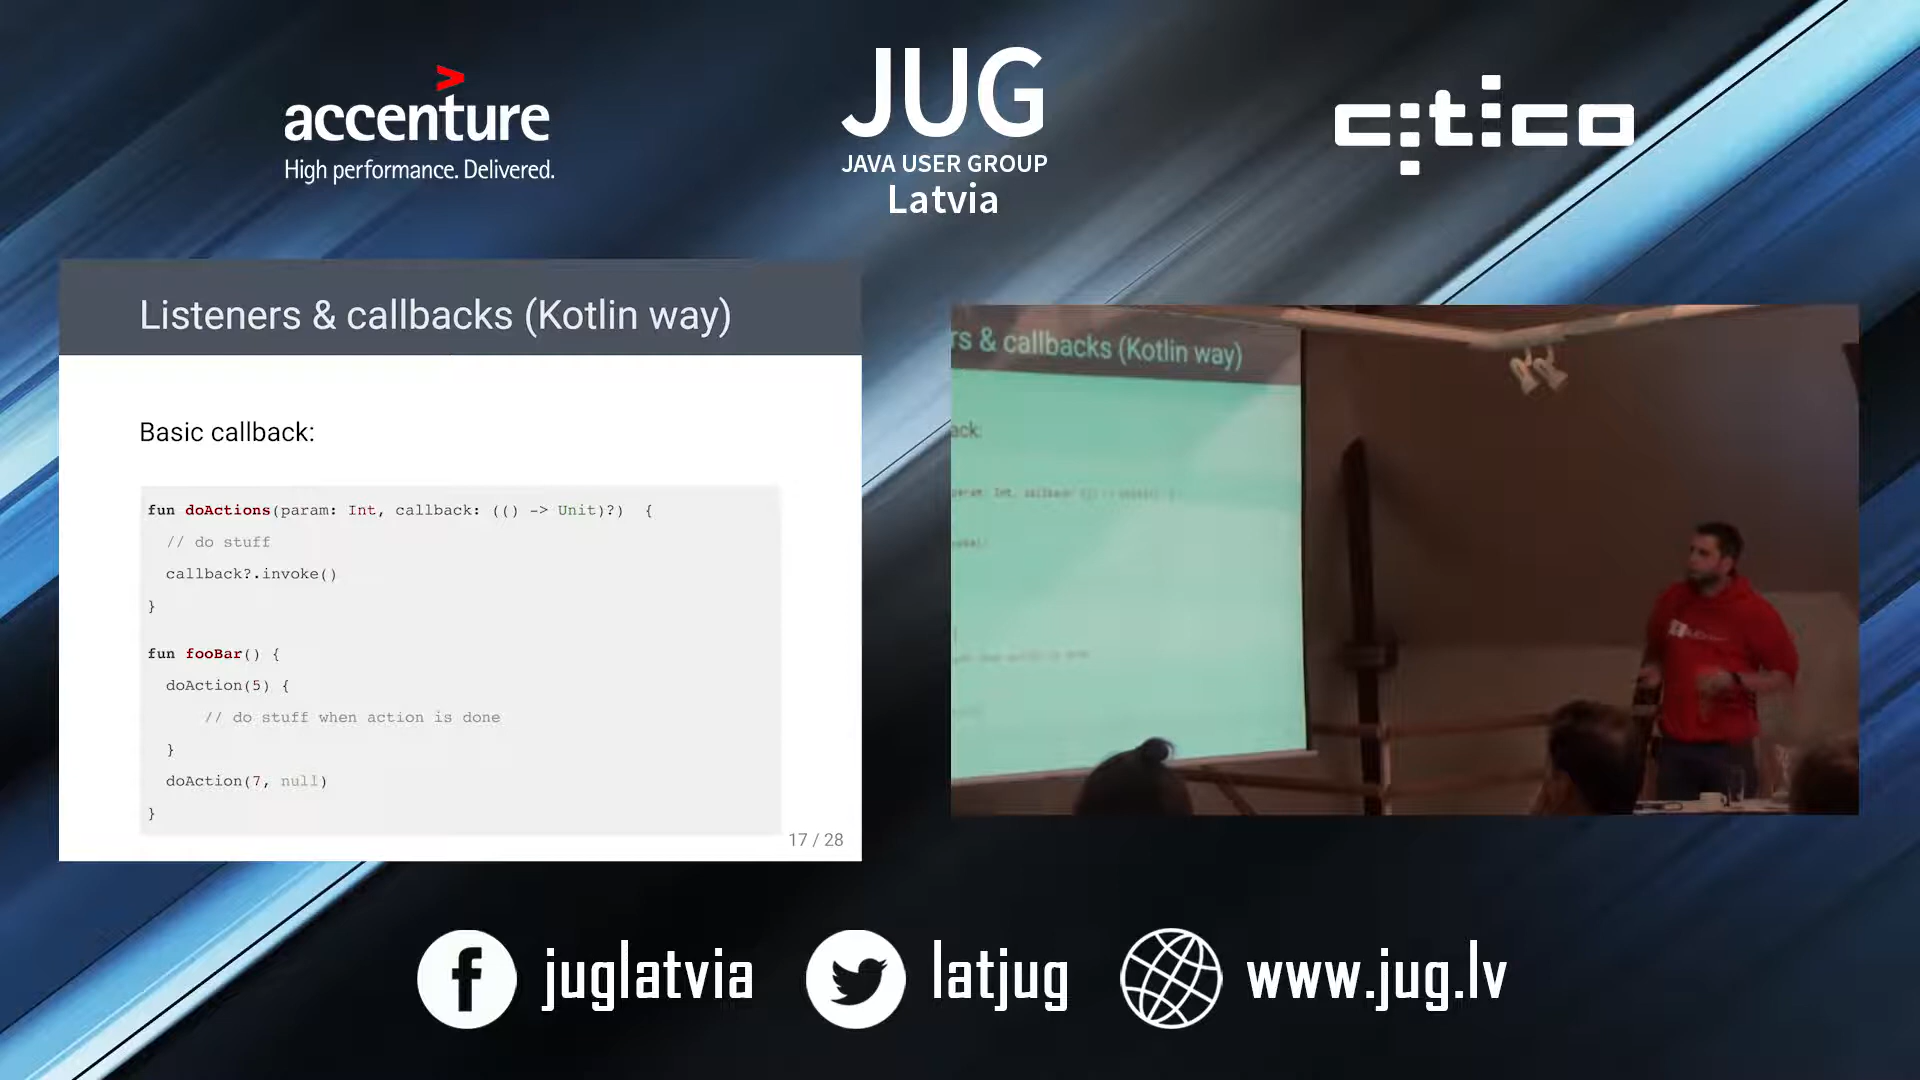 accenture
High performance. Delivered.
JUG
JAVA USER GROUP
Latvia
citico
Listeners & callbacks (Kotlin way)
Basic callback:
fun doActions(param: Int, callback: (() -> Unit)?)  {
// do stuff
callback?.invoke()
}
fun fooBar() {
doAction(5) {
// do stuff when action is done
}
doAction(7, null)
}
17 / 28
rs & callbacks (Kotlin way)
ack:
juglatvia
latjug
www.jug.lv